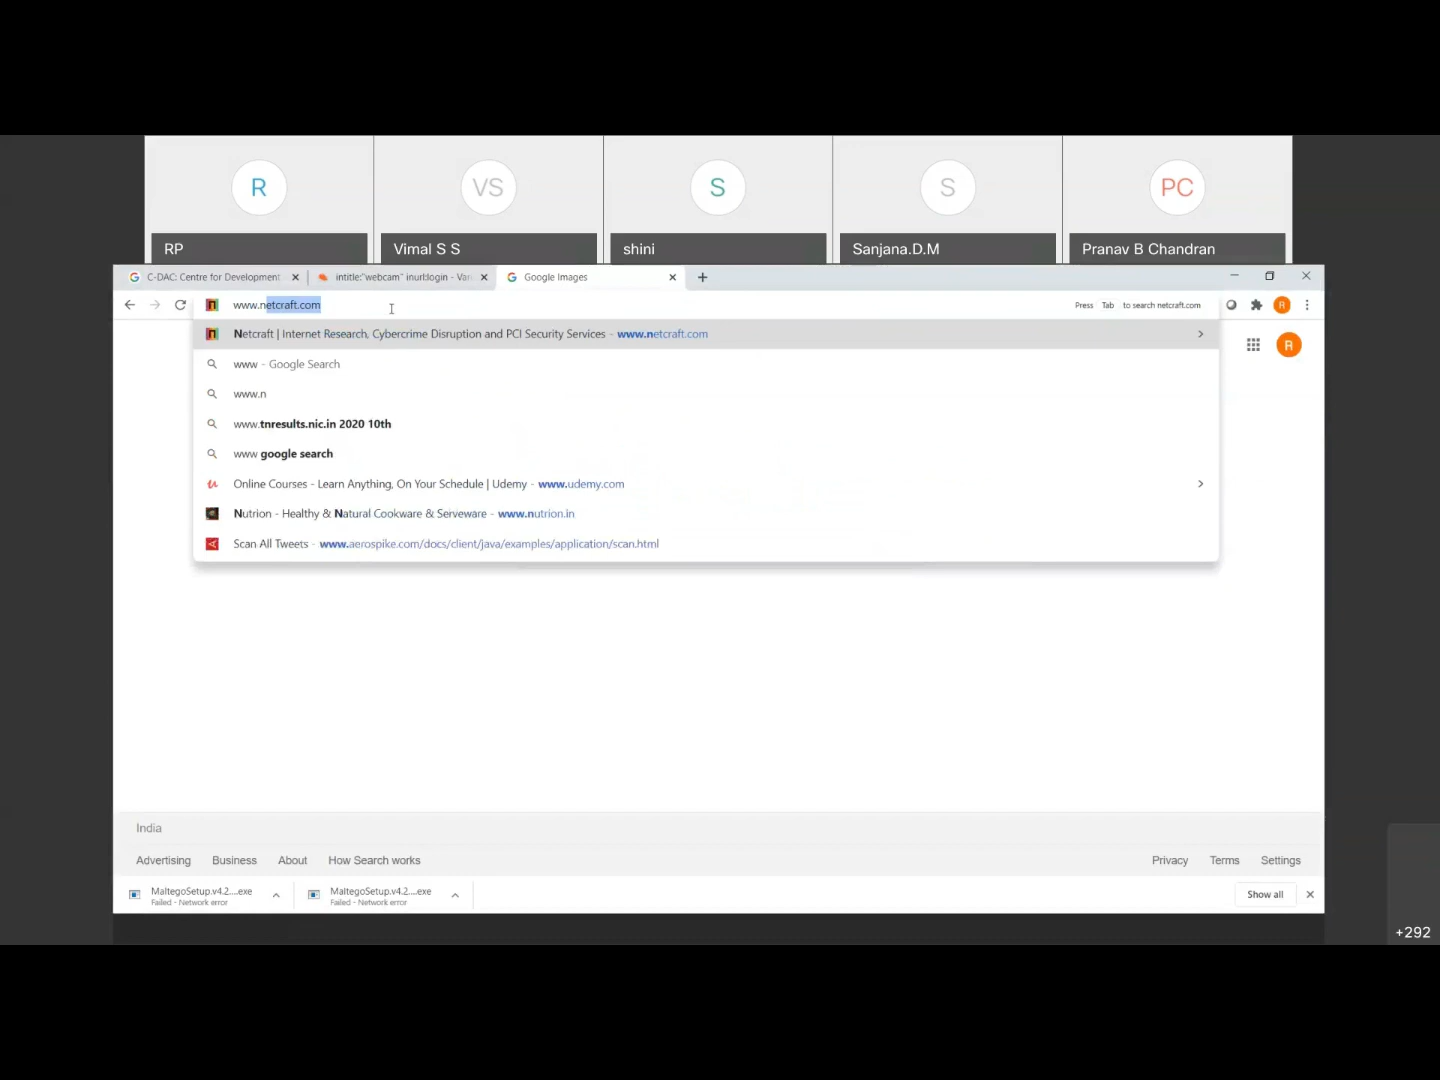 R VS S S PC
RP Vimal S S shini Sanjana.D.M Pranav B Chandran
C-DAC: Centre for Development intitle:"webcam" inurl:login - Google Images
www.netcraft.com Press Tab to search netcraft.com R
Netcraft | Internet Research, Cybercrime Disruption and PCI Security Services - www.netcraft.com
R
www - Google Search
www.n
www.tnresults.nic.in 2020 10th
www google search
Online Courses - Learn Anything, On Your Schedule | Udemy - www.udemy.com
Nutrion - Healthy & Natural Cookware & Serveware - www.nutrion.in
Scan All Tweets - www.aerospike.com/docs/client/java/examples/application/scan.html
India
Advertising Business About How Search works Privacy Terms Settings
MaltegoSetup.v4.2....exe MaltegoSetup.v4.2....exe
Failed - Network error Failed - Network error
Show all
+292